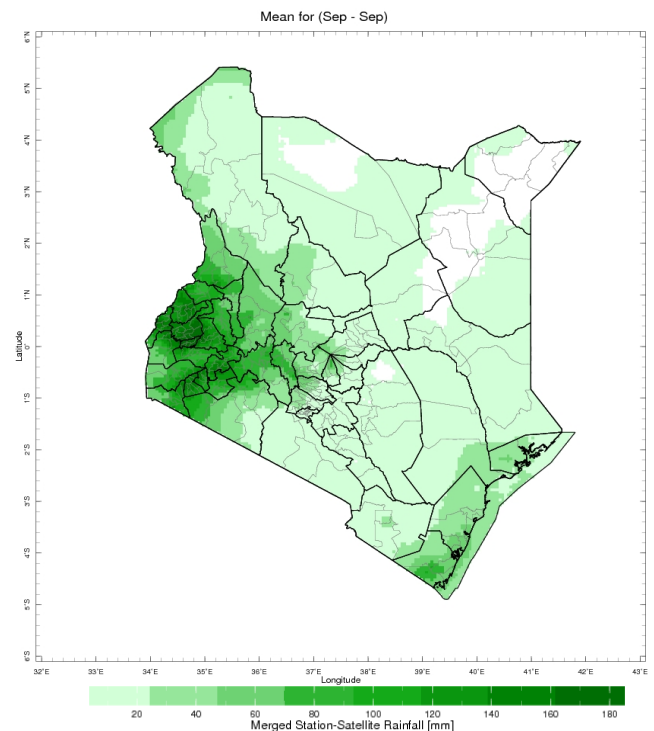 Mean for (Sep - Sep)
6°N
5°N
4°N
3°N
2°N
1°N
0°
1°S
2°S
3°S
4°S
5°S
6°S
Latitude
32°E 33°E 34°E 35°E 36°E 37°E 38°E 39°E 40°E 41°E 42°E 43°E
Longitude
20 40 60 80 100 120 140 160 180
Merged Station-Satellite Rainfall [mm]